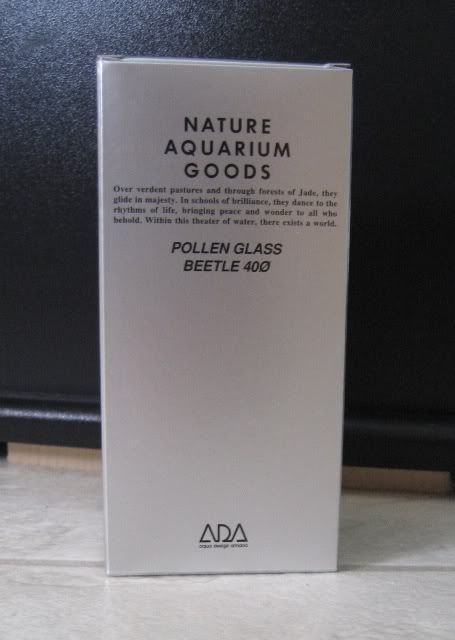 NATURE
AQUARIUM
GOODS
Over verdent pastures and through forests of Jade, they
glide in majesty. In schools of brilliance, they dance to the
rhythms of life, bringing peace and wonder to all who
behold. Within this theater of water, there exists a world.
POLLEN GLASS
BEETLE 40Ø
ADA
aqua design amano